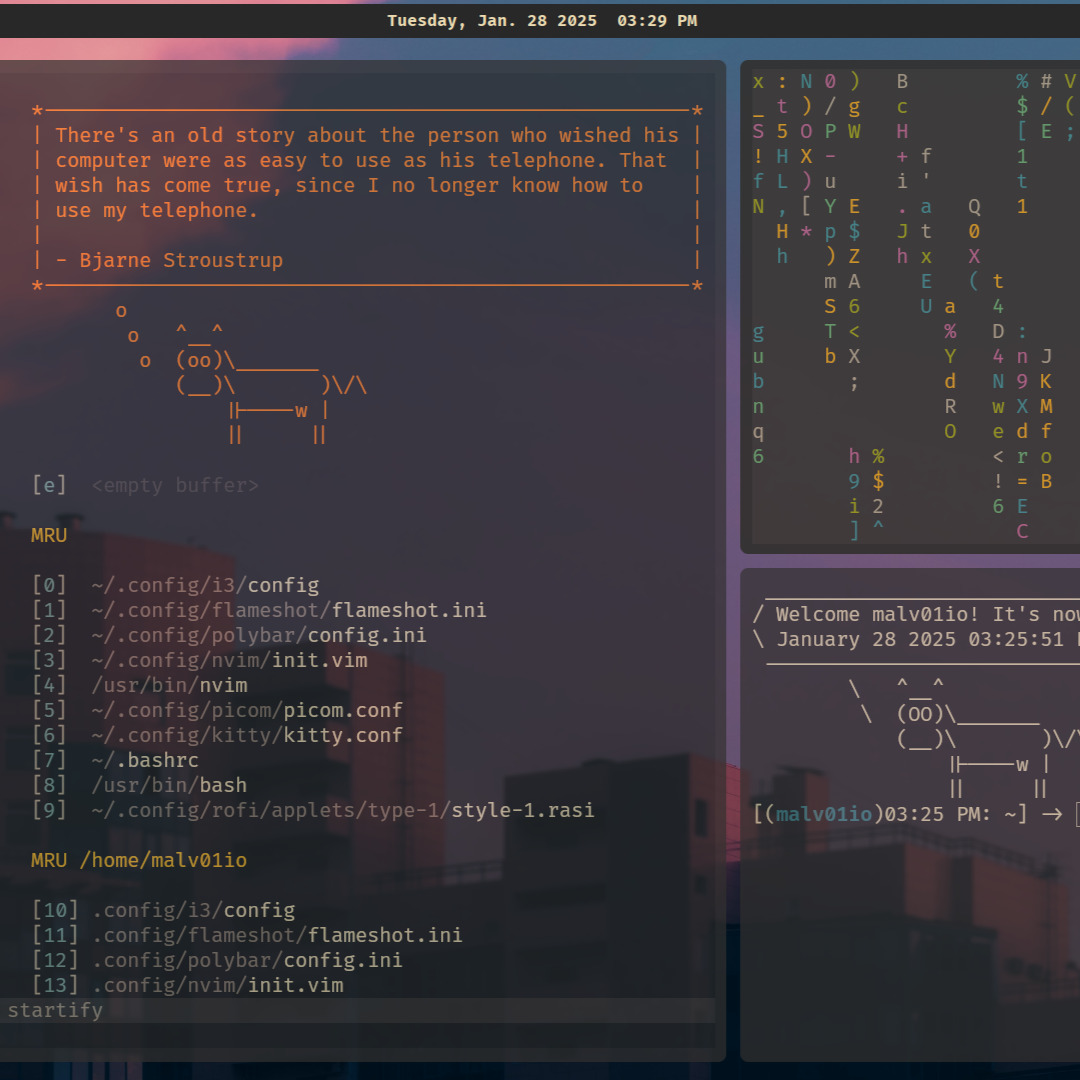 Tuesday, Jan. 28 2025  03:29 PM
*─────────────────────────────────────────────────────*
| There's an old story about the person who wished his |
| computer were as easy to use as his telephone. That  |
| wish has come true, since I no longer know how to    |
| use my telephone.                                    |
|                                                      |
| - Bjarne Stroustrup                                  |
*─────────────────────────────────────────────────────*
       o
        o   ^__^
         o  (oo)\_______
            (__)\       )\/\
                ||----w |
                ||     ||
[e]  <empty buffer>
MRU
[0]  ~/.config/i3/config
[1]  ~/.config/flameshot/flameshot.ini
[2]  ~/.config/polybar/config.ini
[3]  ~/.config/nvim/init.vim
[4]  /usr/bin/nvim
[5]  ~/.config/picom/picom.conf
[6]  ~/.config/kitty/kitty.conf
[7]  ~/.bashrc
[8]  /usr/bin/bash
[9]  ~/.config/rofi/applets/type-1/style-1.rasi
MRU /home/malv01io
[10] .config/i3/config
[11] .config/flameshot/flameshot.ini
[12] .config/polybar/config.ini
[13] .config/nvim/init.vim
startify
x : N 0 )   B         % # V
_ t ) / g   c         $ / (
S 5 O P W   H         [ E ;
! H X -     + f       1
f L ) u     i '       t
N , [ Y E   . a   Q   1
  H * p $   J t   0
  h   ) Z   h x   X
      m A     E   ( t
      S 6     U a   4
g     T <       %   D :
u     b X       Y   4 n J
b       ;       d   N 9 K
n               R   w X M
q               O   e d f
6       h %         < r o
        9 $         ! = B
        i 2         6 E
        ] ^           C
/ Welcome malv01io! It's now
\ January 28 2025 03:25:51
        \   ^__^
         \  (OO)\_______
            (__)\       )\/\
                ||----w |
                ||     ||
[(malv01io)03:25 PM: ~] →